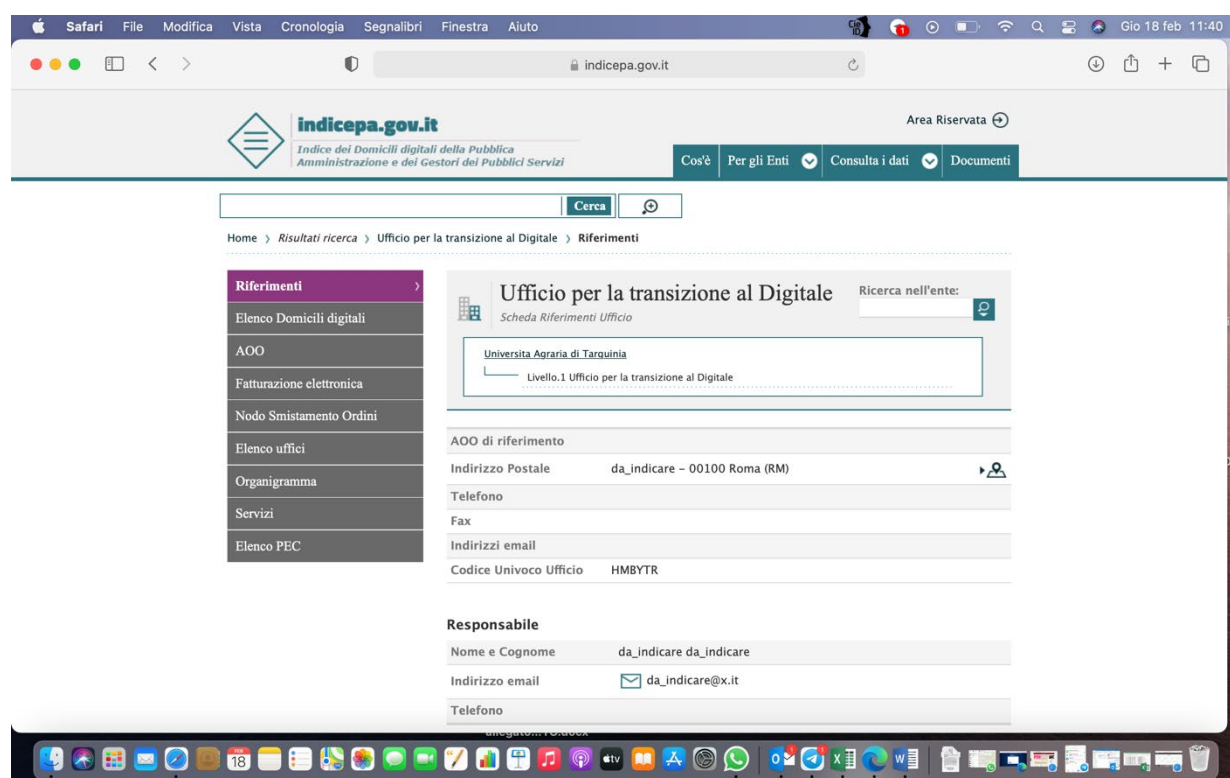 Safari File Modifica Vista Cronologia Segnalibri Finestra Aiuto Gio 18 feb 11:40
indicepa.gov.it
indicepa.gov.it
Indice dei Domicili digitali della Pubblica
Amministrazione e dei Gestori dei Pubblici Servizi
Area Riservata
Cos'è Per gli Enti Consulta i dati Documenti
Cerca
Home > Risultati ricerca > Ufficio per la transizione al Digitale > Riferimenti
Riferimenti
Elenco Domicili digitali
AOO
Fatturazione elettronica
Nodo Smistamento Ordini
Elenco uffici
Organigramma
Servizi
Elenco PEC
Ufficio per la transizione al Digitale
Scheda Riferimenti Ufficio
Ricerca nell'ente:
Universita Agraria di Tarquinia
Livello.1 Ufficio per la transizione al Digitale
AOO di riferimento
Indirizzo Postale da_indicare – 00100 Roma (RM)
Telefono
Fax
Indirizzi email
Codice Univoco Ufficio HMBYTR
Responsabile
Nome e Cognome da_indicare da_indicare
Indirizzo email da_indicare@x.it
Telefono
FEB
18
tv